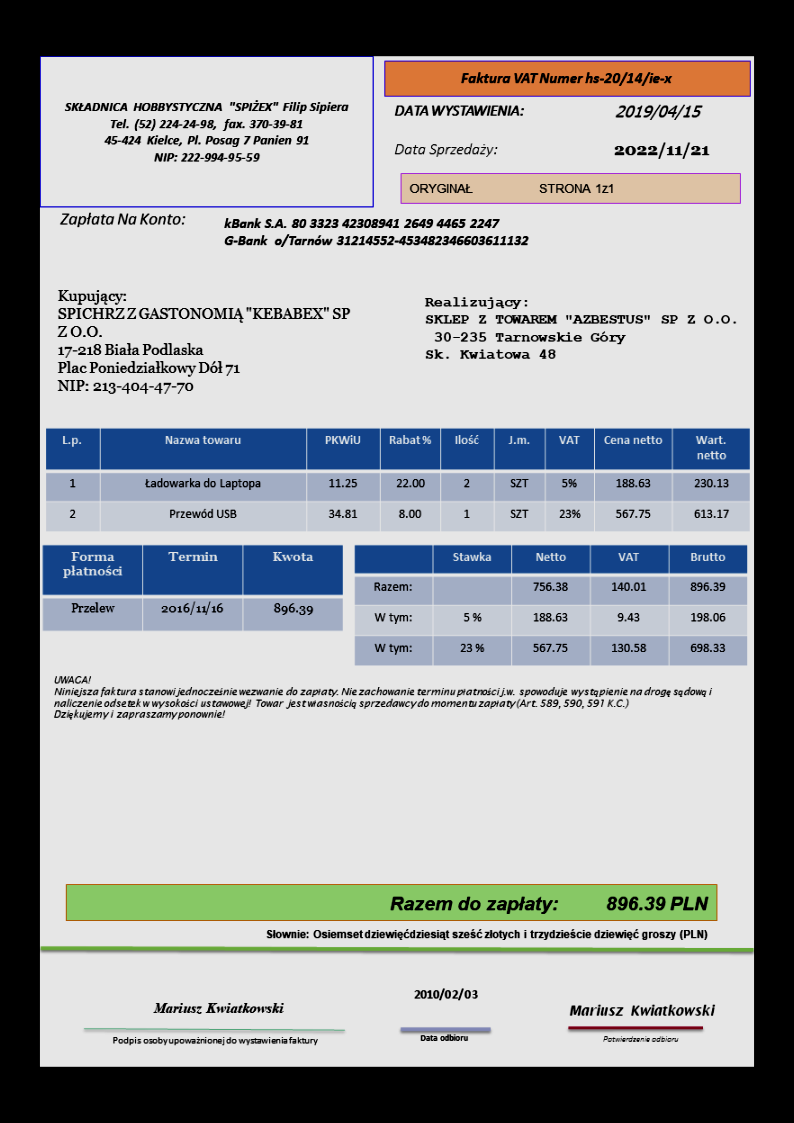 SKŁADNICA HOBBYSTYCZNA "SPIŻEX" Filip Sipiera
Tel. (52) 224-24-98, fax. 370-39-81
45-424 Kielce, Pl. Posag 7 Panien 91
NIP: 222-994-95-59
Faktura VAT Numer hs-20/14/ie-x
DATA WYSTAWIENIA: 2019/04/15
Data Sprzedaży: 2022/11/21
ORYGINAŁ STRONA 1z1
Zapłata Na Konto:
kBank S.A. 80 3323 42308941 2649 4465 2247
G-Bank o/Tarnów 31214552-453482346603611132
Kupujący:
SPICHRZ Z GASTONOMIĄ "KEBABEX" SP
Z O.O.
17-218 Biała Podlaska
Plac Poniedziałkowy Dół 71
NIP: 213-404-47-70
Realizujący:
SKLEP Z TOWAREM "AZBESTUS" SP Z O.O.
30-235 Tarnowskie Góry
Sk. Kwiatowa 48
L.p. Nazwa towaru PKWiU Rabat % Ilość J.m. VAT Cena netto Wart.
netto
1 Ładowarka do Laptopa 11.25 22.00 2 SZT 5% 188.63 230.13
2 Przewód USB 34.81 8.00 1 SZT 23% 567.75 613.17
Forma Termin Kwota
płatności
Przelew 2016/11/16 896.39
Stawka Netto VAT Brutto
Razem: 756.38 140.01 896.39
W tym: 5 % 188.63 9.43 198.06
W tym: 23 % 567.75 130.58 698.33
UWAGA!
Niniejsza faktura stanowi jednocześnie wezwanie do zapłaty. Nie zachowanie terminu płatności j.w. spowoduje wystąpienie na drogę sądową i
naliczenie odsetek w wysokości ustawowej! Towar jest własnością sprzedawcy do momentu zapłaty (Art. 589, 590, 591 K.C.)
Dziękujemy i zapraszamy ponownie!
Razem do zapłaty: 896.39 PLN
Słownie: Osiemset dziewięćdziesiąt sześć złotych i trzydzieście dziewięć groszy (PLN)
Mariusz Kwiatkowski
Podpis osoby upoważnionej do wystawienia faktury
2010/02/03
Data odbioru
Mariusz Kwiatkowski
Potwierdzenie odbioru